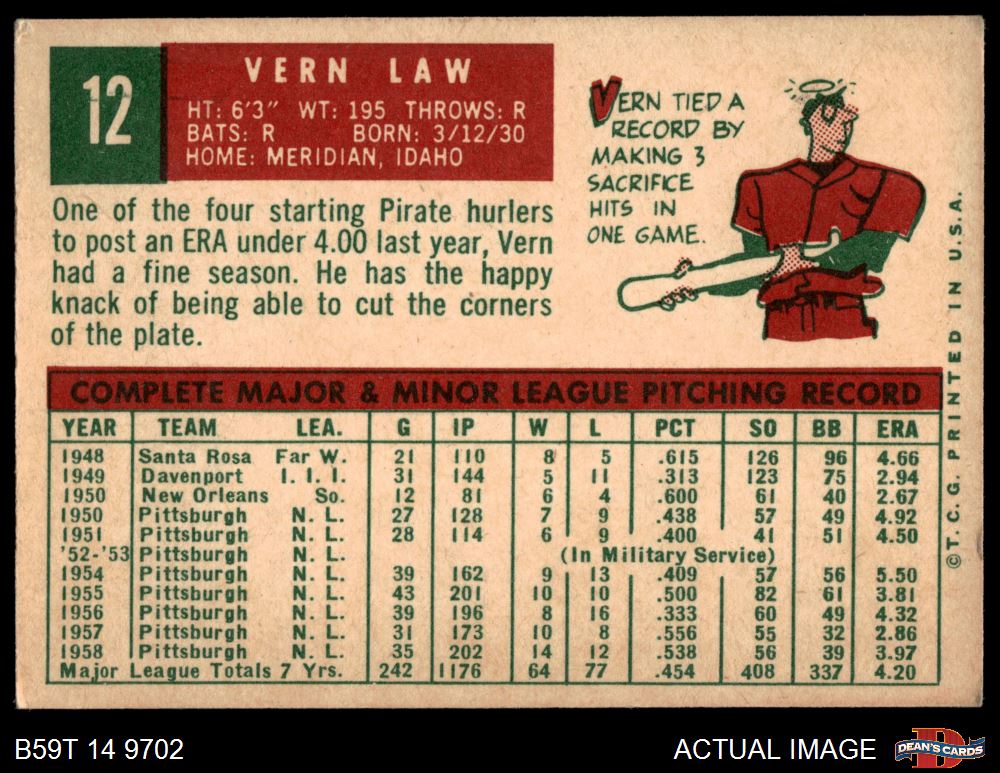 12
VERN LAW
HT: 6'3" WT: 195 THROWS: R
BATS: R BORN: 3/12/30
HOME: MERIDIAN, IDAHO
One of the four starting Pirate hurlers
to post an ERA under 4.00 last year, Vern
had a fine season. He has the happy
knack of being able to cut the corners
of the plate.
VERN TIED A
RECORD BY
MAKING 3
SACRIFICE
HITS IN
ONE GAME.
COMPLETE MAJOR & MINOR LEAGUE PITCHING RECORD
YEAR TEAM LEA. G IP W L PCT SO BB ERA
1948 Santa Rosa Far W. 21 110 8 5 .615 126 96 4.66
1949 Davenport I. I. I. 31 144 5 11 .313 123 75 2.94
1950 New Orleans So. 12 81 6 4 .600 61 40 2.67
1950 Pittsburgh N. L. 27 128 7 9 .438 57 49 4.92
1951 Pittsburgh N. L. 28 114 6 9 .400 41 51 4.50
'52-'53 Pittsburgh (In Military Service)
1954 Pittsburgh N. L. 39 162 9 13 .409 57 56 5.50
1955 Pittsburgh N. L. 43 201 10 10 .500 82 61 3.81
1956 Pittsburgh N. L. 39 196 8 16 .333 60 49 4.32
1957 Pittsburgh N. L. 31 173 10 8 .556 55 32 2.86
1958 Pittsburgh N. L. 35 202 14 12 .538 56 39 3.97
Major League Totals 7 Yrs. 242 1176 64 77 .454 408 337 4.20
©T.C.G. PRINTED IN U.S.A.
B59T 14 9702
ACTUAL IMAGE
D
DEAN'S CARDS